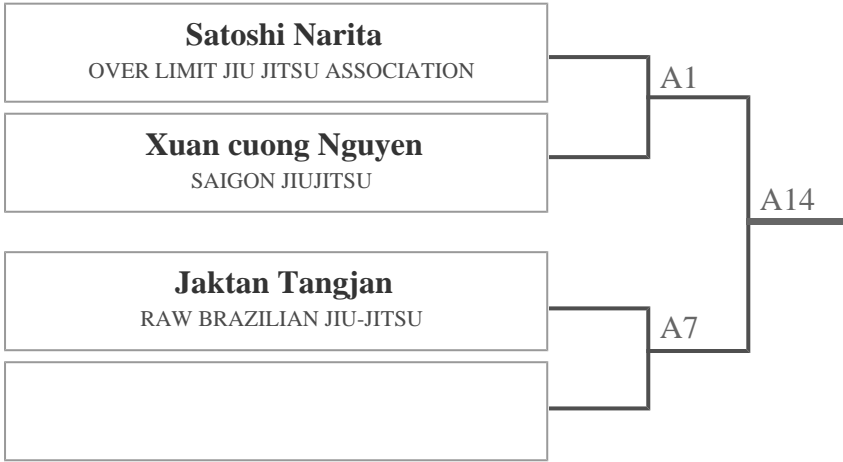 Satoshi Narita
OVER LIMIT JIU JITSU ASSOCIATION
A1
Xuan cuong Nguyen
SAIGON JIUJITSU
A14
Jaktan Tangjan
RAW BRAZILIAN JIU-JITSU
A7